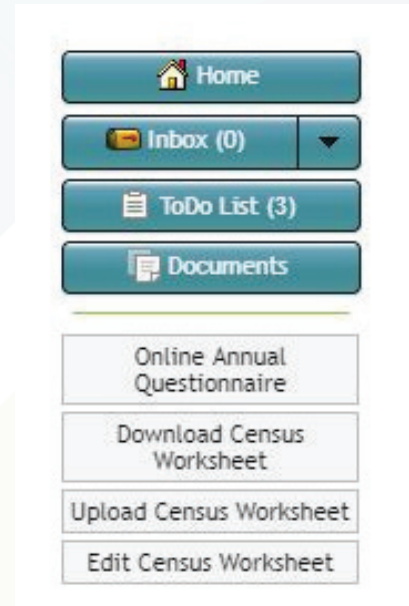 Home
Inbox (0)
ToDo List (3)
Documents
Online Annual
Questionnaire
Download Census
Worksheet
Upload Census Worksheet
Edit Census Worksheet